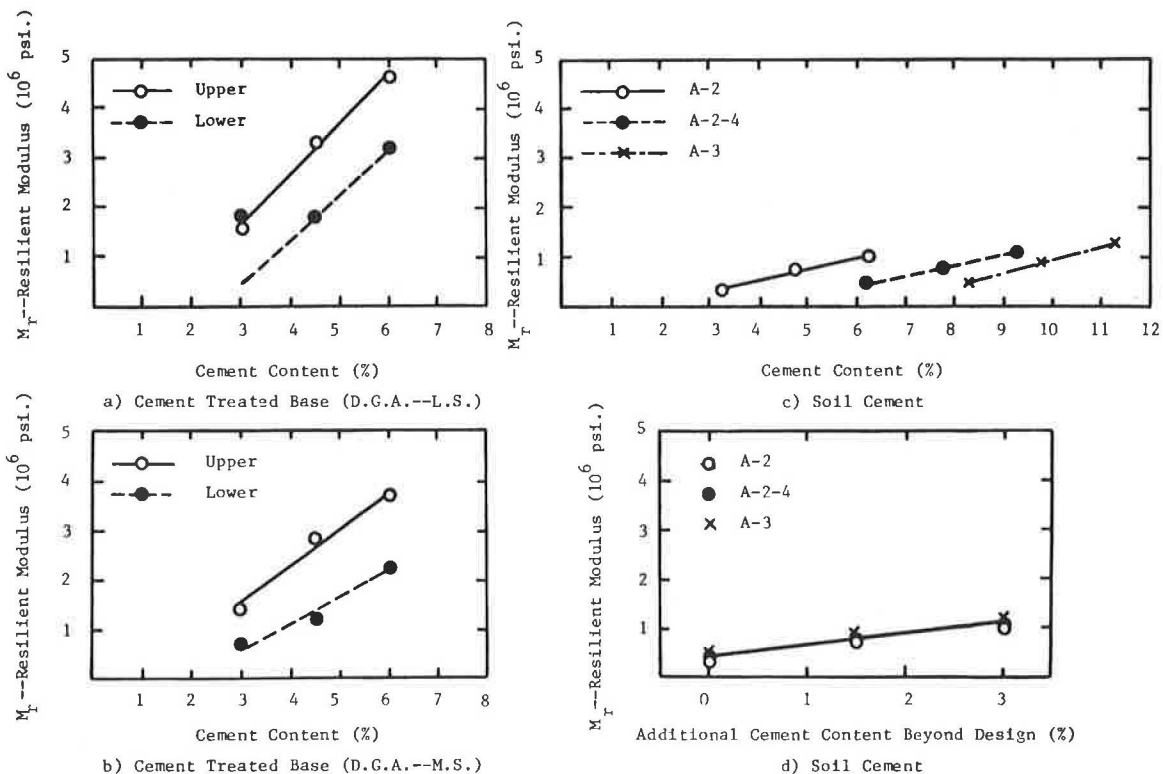 M_r--Resilient Modulus (10^6 psi.)
5
4
3
2
1
Upper
Lower
1 2 3 4 5 6 7 8
Cement Content (%)
a) Cement Treated Base (D.G.A.--L.S.)
M_r--Resilient Modulus (10^6 psi.)
5
4
3
2
1
A-2
A-2-4
A-3
1 2 3 4 5 6 7 8 9 10 11 12
Cement Content (%)
c) Soil Cement
M_r--Resilient Modulus (10^6 psi.)
5
4
3
2
1
Upper
Lower
1 2 3 4 5 6 7 8
Cement Content (%)
b) Cement Treated Base (D.G.A.--M.S.)
M_r--Resilient Modulus (10^6 psi.)
5
4
3
2
1
A-2
A-2-4
A-3
0 1 2 3
Additional Cement Content Beyond Design (%)
d) Soil Cement